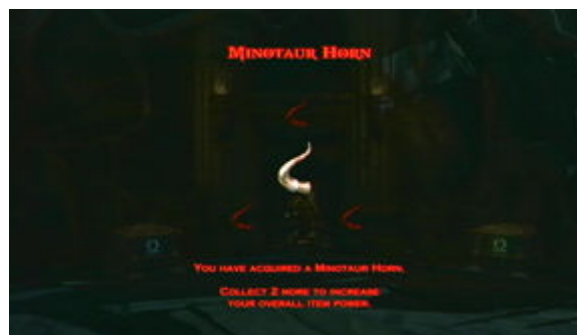 MINOTAUR HORN
YOU HAVE ACQUIRED A MINOTAUR HORN.
COLLECT 2 MORE TO INCREASE
YOUR OVERALL ITEM POWER.